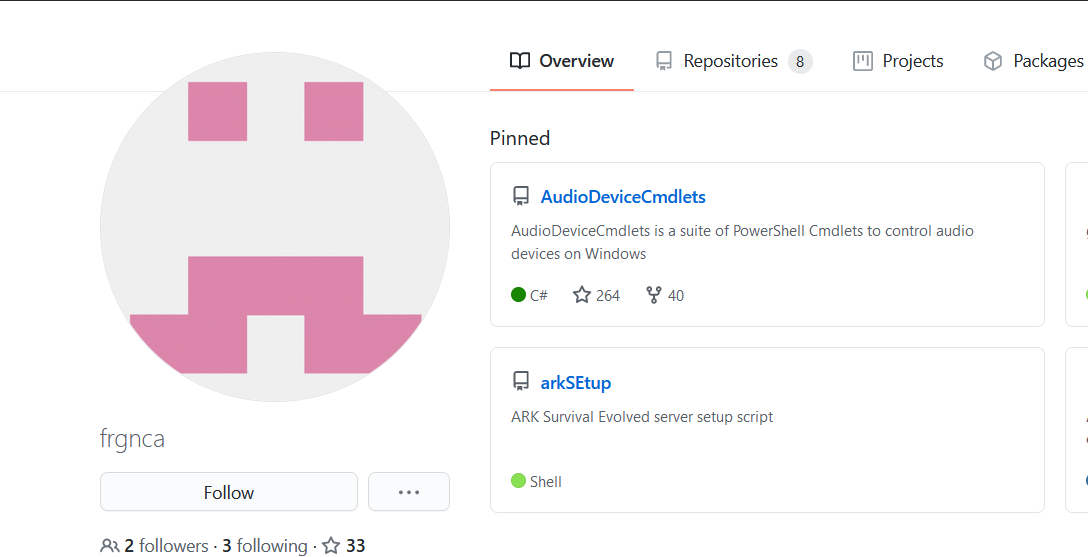 Overview
Repositories 8
Projects
Packages
Pinned
AudioDeviceCmdlets
AudioDeviceCmdlets is a suite of PowerShell Cmdlets to control audio
devices on Windows
C# 264 40
arkSEtup
ARK Survival Evolved server setup script
Shell
frgnca
Follow
2 followers · 3 following · 33